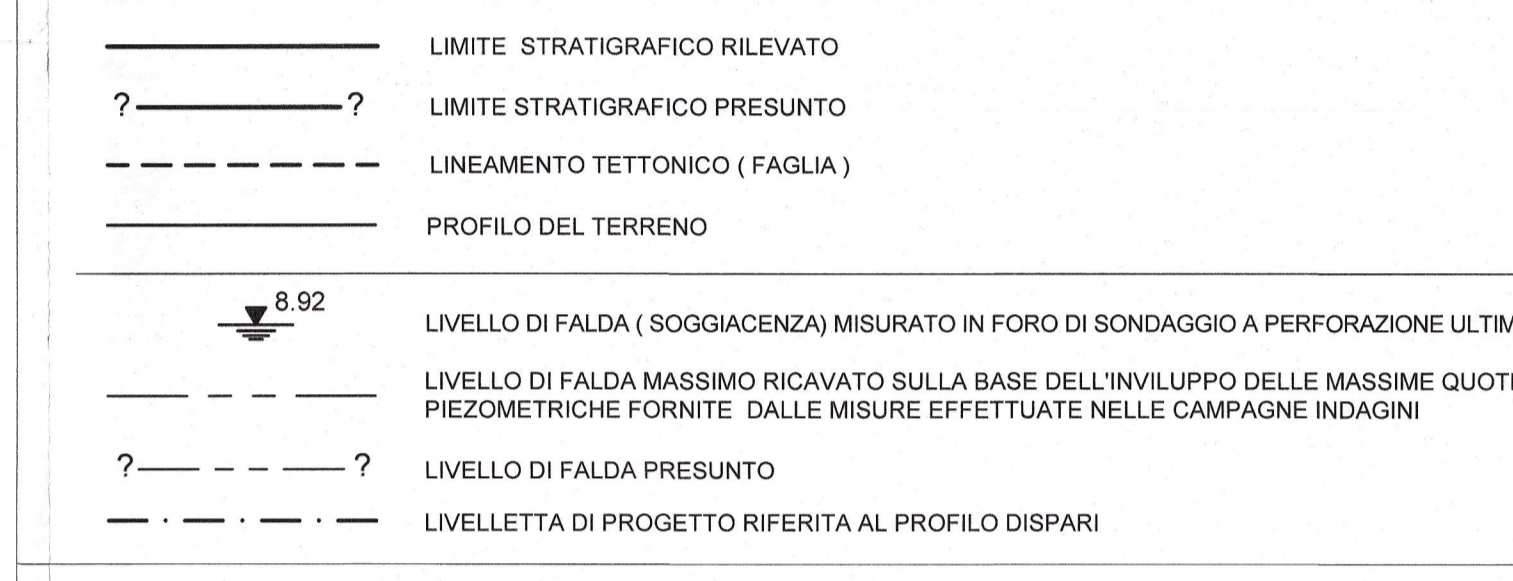 LIMITE STRATIGRAFICO RILEVATO
? ? LIMITE STRATIGRAFICO PRESUNTO
LINEAMENTO TETTONICO ( FAGLIA )
PROFILO DEL TERRENO
8.92
LIVELLO DI FALDA ( SOGGIACENZA) MISURATO IN FORO DI SONDAGGIO A PERFORAZIONE
LIVELLO DI FALDA MASSIMO RICAVATO SULLA BASE DELL'INVILUPPO DELLE MASSIME
PIEZOMETRICHE FORNITE DALLE MISURE EFFETTUATE NELLE CAMPAGNE INDAGINI
? ? LIVELLO DI FALDA PRESUNTO
LIVELLETTA DI PROGETTO RIFERITA AL PROFILO DISPARI